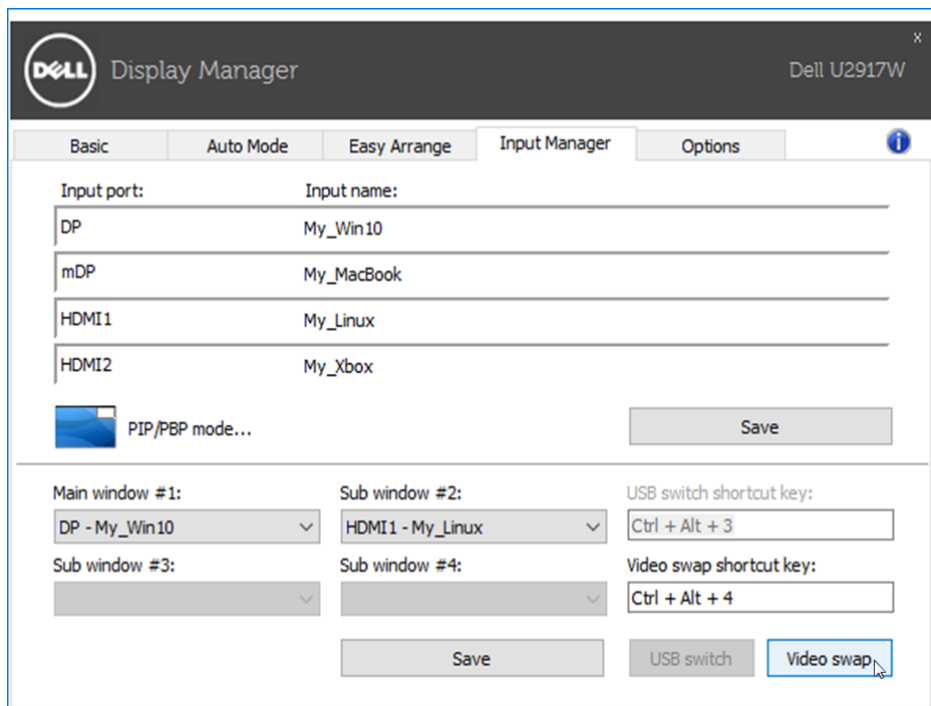 x
DELL Display Manager Dell U2917W
Basic Auto Mode Easy Arrange Input Manager Options i
Input port: Input name:
DP My_Win10
mDP My_MacBook
HDMI1 My_Linux
HDMI2 My_Xbox
PIP/PBP mode... Save
Main window #1: Sub window #2: USB switch shortcut key:
DP - My_Win10 HDMI1 - My_Linux Ctrl + Alt + 3
Sub window #3: Sub window #4: Video swap shortcut key:
Ctrl + Alt + 4
Save USB switch Video swap